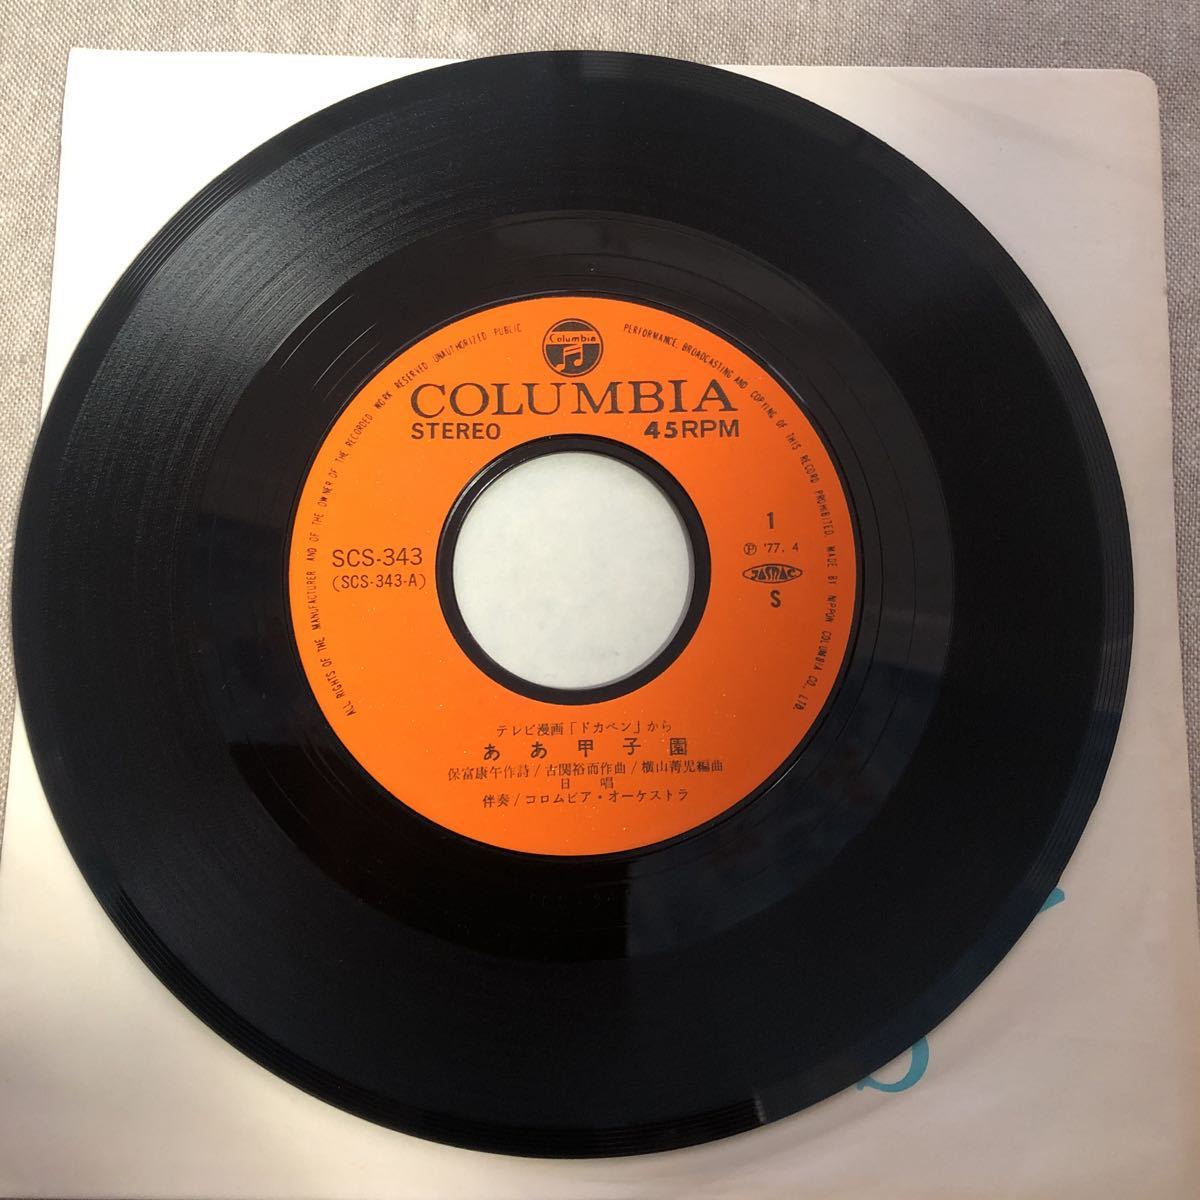 Columbia
ALL RIGHTS OF THE MANUFACTURER AND OF THE OWNER OF THE RECORDED WORK RESERVED UNAUTHORIZED PUBLIC PERFORMANCE BROADCASTING AND COPYING OF THIS RECORD PROHIBITED. MADE BY NIPPON COLUMBIA CO., LTD.
COLUMBIA
STEREO 45RPM
1
SCS-343 Ⓟ '77. 4
(SCS-343-A) JASRAC
S
テレビ漫画「ドカベン」から
ああ甲子園
保富康午作詩/古関裕而作曲/横山菁児編曲
日 唱
伴奏/コロムビア・オーケストラ